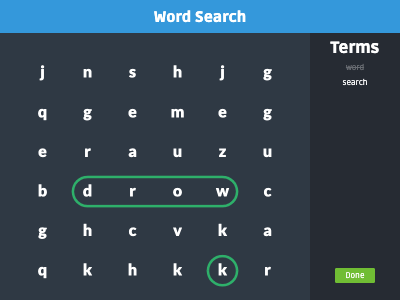 Word Search
Terms
word
search
j n s h j g
q g e m e g
e r a u z u
b d r o w c
g h c v k a
q k h k k r
Done